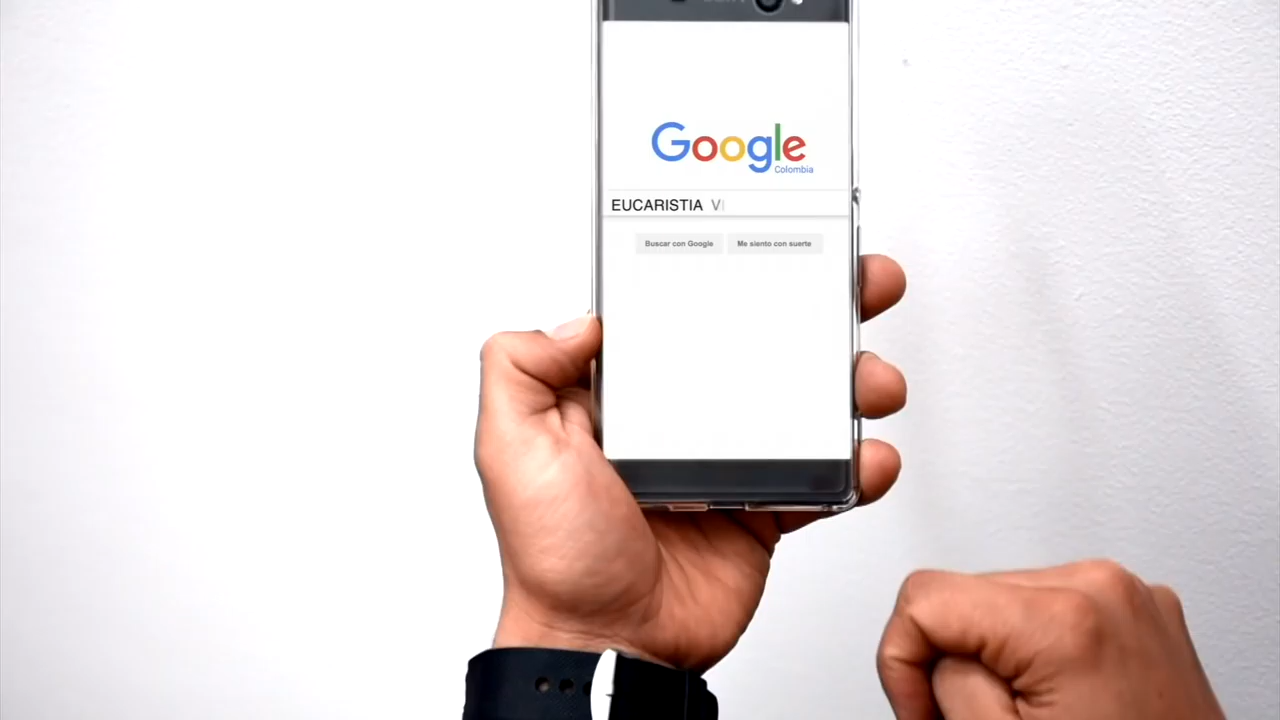 Google
Colombia
EUCARISTIA V
Buscar con Google
Me siento con suerte